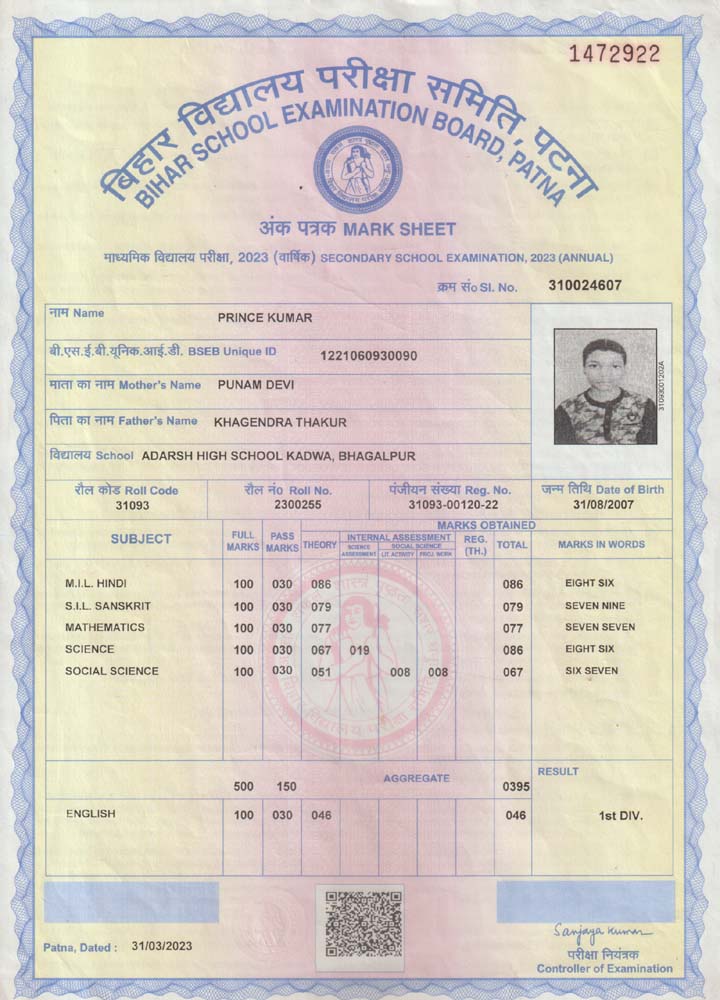 1472922
बिहार विद्यालय परीक्षा समिति, पटना
BIHAR SCHOOL EXAMINATION BOARD, PATNA
अंक पत्रक MARK SHEET
माध्यमिक विद्यालय परीक्षा, 2023 (वार्षिक) SECONDARY SCHOOL EXAMINATION, 2023 (ANNUAL)
क्रम सं० Sl. No. 310024607
नाम Name PRINCE KUMAR
बी.एस.ई.बी.यूनिक.आई.डी. BSEB Unique ID 1221060930090
माता का नाम Mother's Name PUNAM DEVI
पिता का नाम Father's Name KHAGENDRA THAKUR
विद्यालय School ADARSH HIGH SCHOOL KADWA, BHAGALPUR
31093001202A
रौल कोड Roll Code रौल नं० Roll No. पंजीयन संख्या Reg. No. जन्म तिथि Date of Birth
31093 2300255 31093-00120-22 31/08/2007
SUBJECT FULL MARKS PASS MARKS MARKS OBTAINED
THEORY INTERNAL ASSESSMENT REG. (TH.) TOTAL MARKS IN WORDS
SCIENCE ASSESSMENT SOCIAL SCIENCE
LIT. ACTIVITY PROJ. WORK
M.I.L. HINDI 100 030 086 086 EIGHT SIX
S.I.L. SANSKRIT 100 030 079 079 SEVEN NINE
MATHEMATICS 100 030 077 077 SEVEN SEVEN
SCIENCE 100 030 067 019 086 EIGHT SIX
SOCIAL SCIENCE 100 030 051 008 008 067 SIX SEVEN
500 150 AGGREGATE 0395 RESULT
ENGLISH 100 030 046 046 1st DIV.
Patna, Dated : 31/03/2023
Sanjaya Kumar
परीक्षा नियंत्रक
Controller of Examination